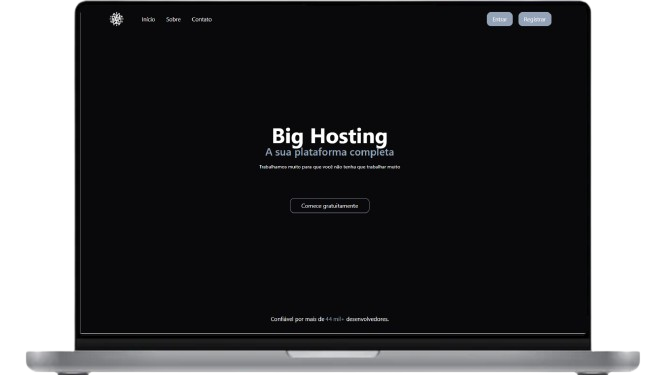 Início Sobre Contato Entrar Registrar
Big Hosting
A sua plataforma completa
Trabalhamos muito para que você não tenha que trabalhar muito
Comece gratuitamente
Confiável por mais de 44 mil+ desenvolvedores.